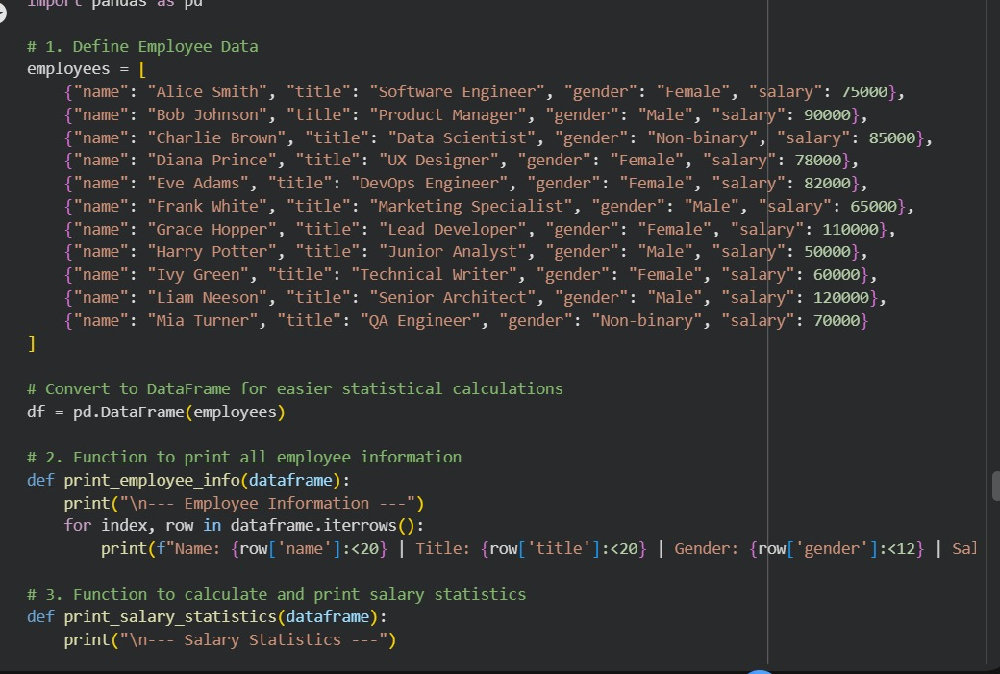 import pandas as pd
# 1. Define Employee Data
employees = [
    {"name": "Alice Smith", "title": "Software Engineer", "gender": "Female", "salary": 75000},
    {"name": "Bob Johnson", "title": "Product Manager", "gender": "Male", "salary": 90000},
    {"name": "Charlie Brown", "title": "Data Scientist", "gender": "Non-binary", "salary": 85000},
    {"name": "Diana Prince", "title": "UX Designer", "gender": "Female", "salary": 78000},
    {"name": "Eve Adams", "title": "DevOps Engineer", "gender": "Female", "salary": 82000},
    {"name": "Frank White", "title": "Marketing Specialist", "gender": "Male", "salary": 65000},
    {"name": "Grace Hopper", "title": "Lead Developer", "gender": "Female", "salary": 110000},
    {"name": "Harry Potter", "title": "Junior Analyst", "gender": "Male", "salary": 50000},
    {"name": "Ivy Green", "title": "Technical Writer", "gender": "Female", "salary": 60000},
    {"name": "Liam Neeson", "title": "Senior Architect", "gender": "Male", "salary": 120000},
    {"name": "Mia Turner", "title": "QA Engineer", "gender": "Non-binary", "salary": 70000}
]
# Convert to DataFrame for easier statistical calculations
df = pd.DataFrame(employees)
# 2. Function to print all employee information
def print_employee_info(dataframe):
    print("\n--- Employee Information ---")
    for index, row in dataframe.iterrows():
        print(f"Name: {row['name']:<20} | Title: {row['title']:<20} | Gender: {row['gender']:<12} | Sal
# 3. Function to calculate and print salary statistics
def print_salary_statistics(dataframe):
    print("\n--- Salary Statistics ---")